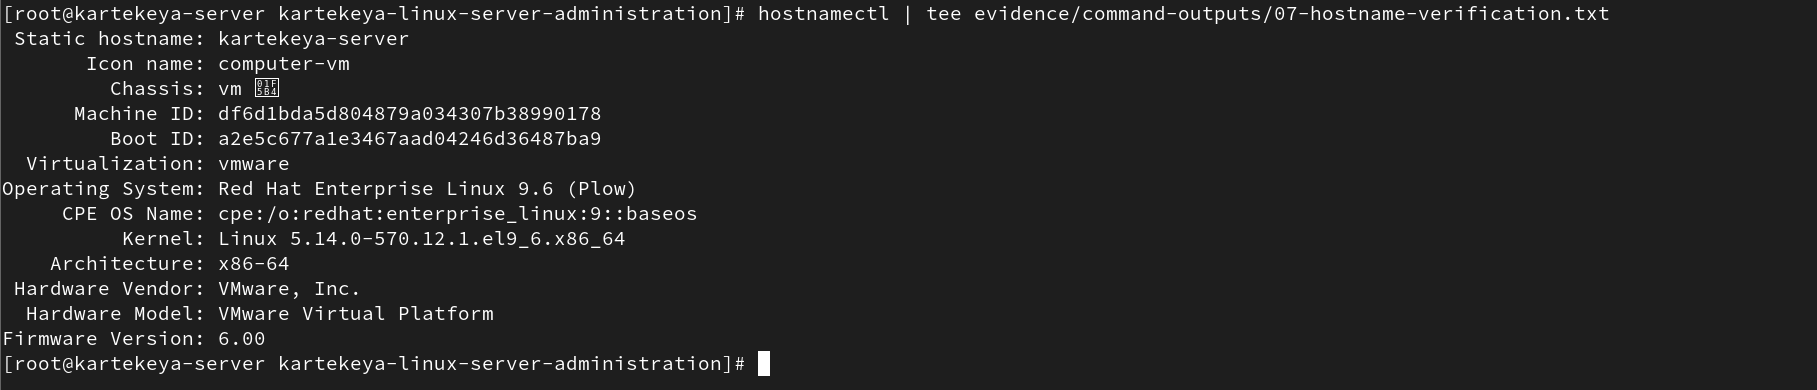 [root@kartekeya-server kartekeya-linux-server-administration]# hostnamectl | tee evidence/command-outputs/07-hostname-verification.txt
 Static hostname: kartekeya-server
       Icon name: computer-vm
         Chassis: vm 🖴
      Machine ID: df6d1bda5d804879a034307b38990178
         Boot ID: a2e5c677a1e3467aad04246d36487ba9
  Virtualization: vmware
Operating System: Red Hat Enterprise Linux 9.6 (Plow)
     CPE OS Name: cpe:/o:redhat:enterprise_linux:9::baseos
          Kernel: Linux 5.14.0-570.12.1.el9_6.x86_64
    Architecture: x86-64
 Hardware Vendor: VMware, Inc.
  Hardware Model: VMware Virtual Platform
Firmware Version: 6.00
[root@kartekeya-server kartekeya-linux-server-administration]#